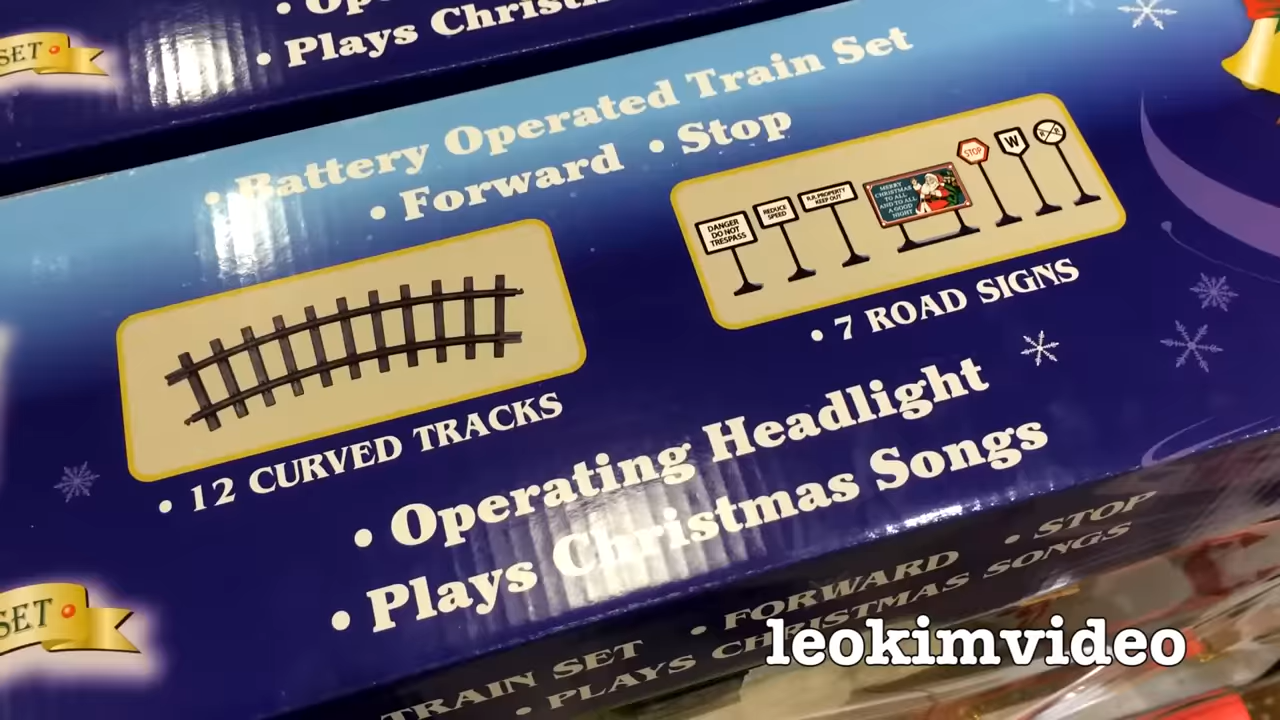 • Op
• Plays Christm
SET
• Battery Operated Train Set
• Forward • Stop
DANGER
DO NOT
TRESPASS
REDUCE
SPEED
R.R. PROPERTY
KEEP OUT
MERRY
CHRISTMAS
TO ALL
AND TO ALL
A GOOD
NIGHT
STOP
W
R R
• 12 CURVED TRACKS
• 7 ROAD SIGNS
• Operating Headlight
• Plays Christmas Songs
SET
TRAIN SET • FORWARD • STOP
• PLAYS CHRISTMAS SONGS
leokimvideo